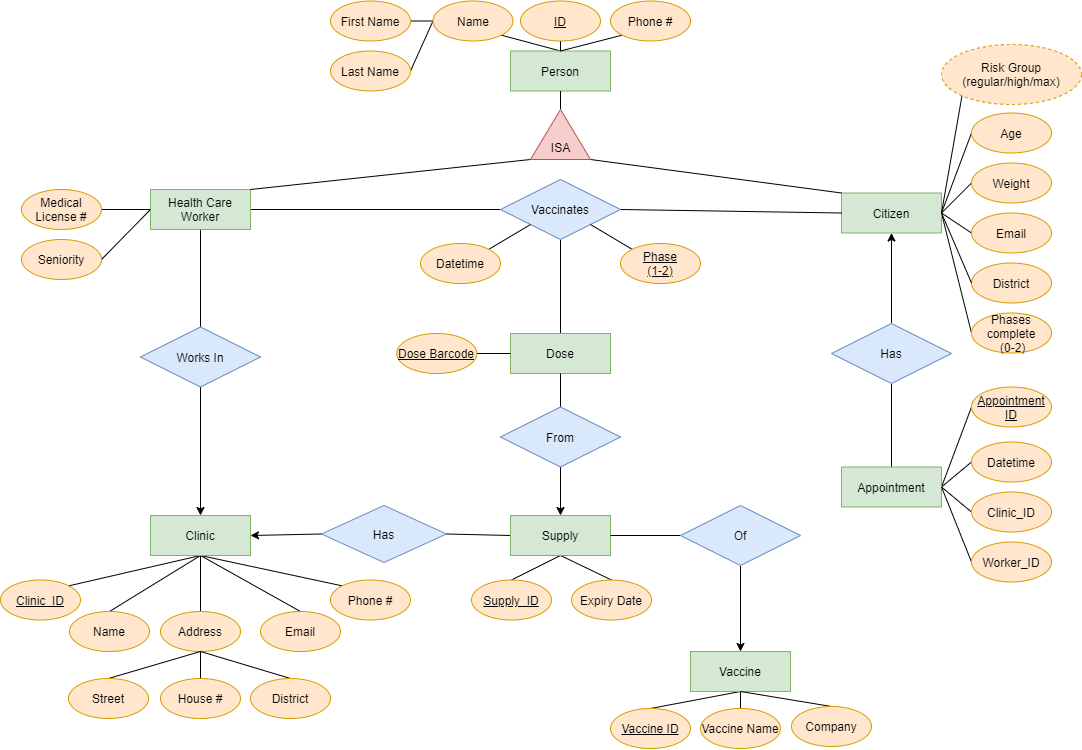 First Name
Name
ID
Phone #
Last Name
Person
Risk Group
(regular/high/max)
Age
ISA
Medical
License #
Health Care
Worker
Vaccinates
Citizen
Weight
Email
Seniority
Datetime
Phase
(1-2)
District
Phases
complete
(0-2)
Works In
Dose Barcode
Dose
Has
Appointment
ID
From
Datetime
Appointment
Clinic_ID
Clinic
Has
Supply
Of
Worker_ID
Clinic_ID
Name
Address
Email
Phone #
Supply_ID
Expiry Date
Street
House #
District
Vaccine
Vaccine ID
Vaccine Name
Company